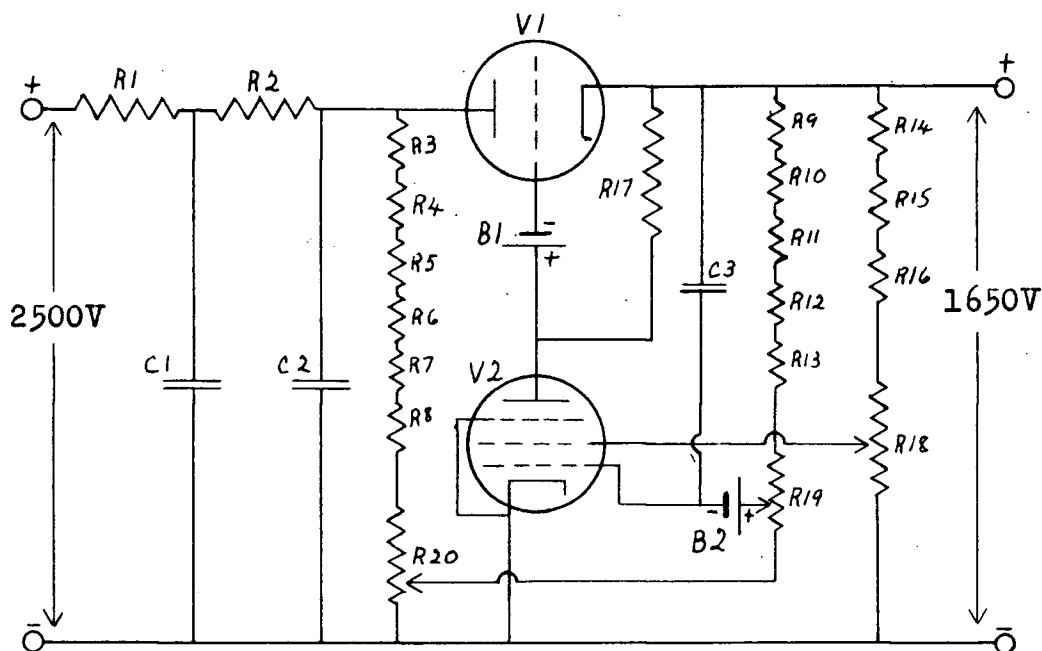 V1
+
R1
R2
+
R3
R9
R14
R4
R17
R10
R15
B1
-
+
R11
R5
C3
R16
2500V
R6
R12
1650V
C1
C2
R7
V2
R13
R8
R18
R19
-
+
B2
R20
-
-